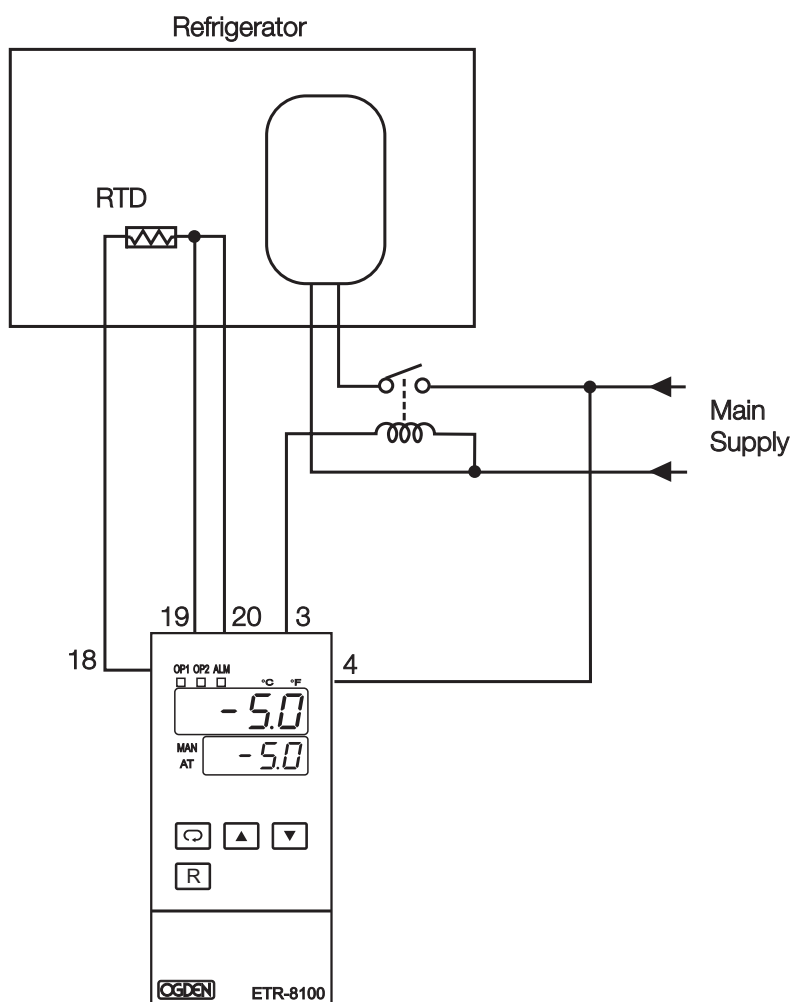 Refrigerator
RTD
Main
Supply
19 20 3
18
4
OP1 OP2 ALM °C °F
-5.0
MAN
AT
-5.0
R
OGDEN ETR-8100